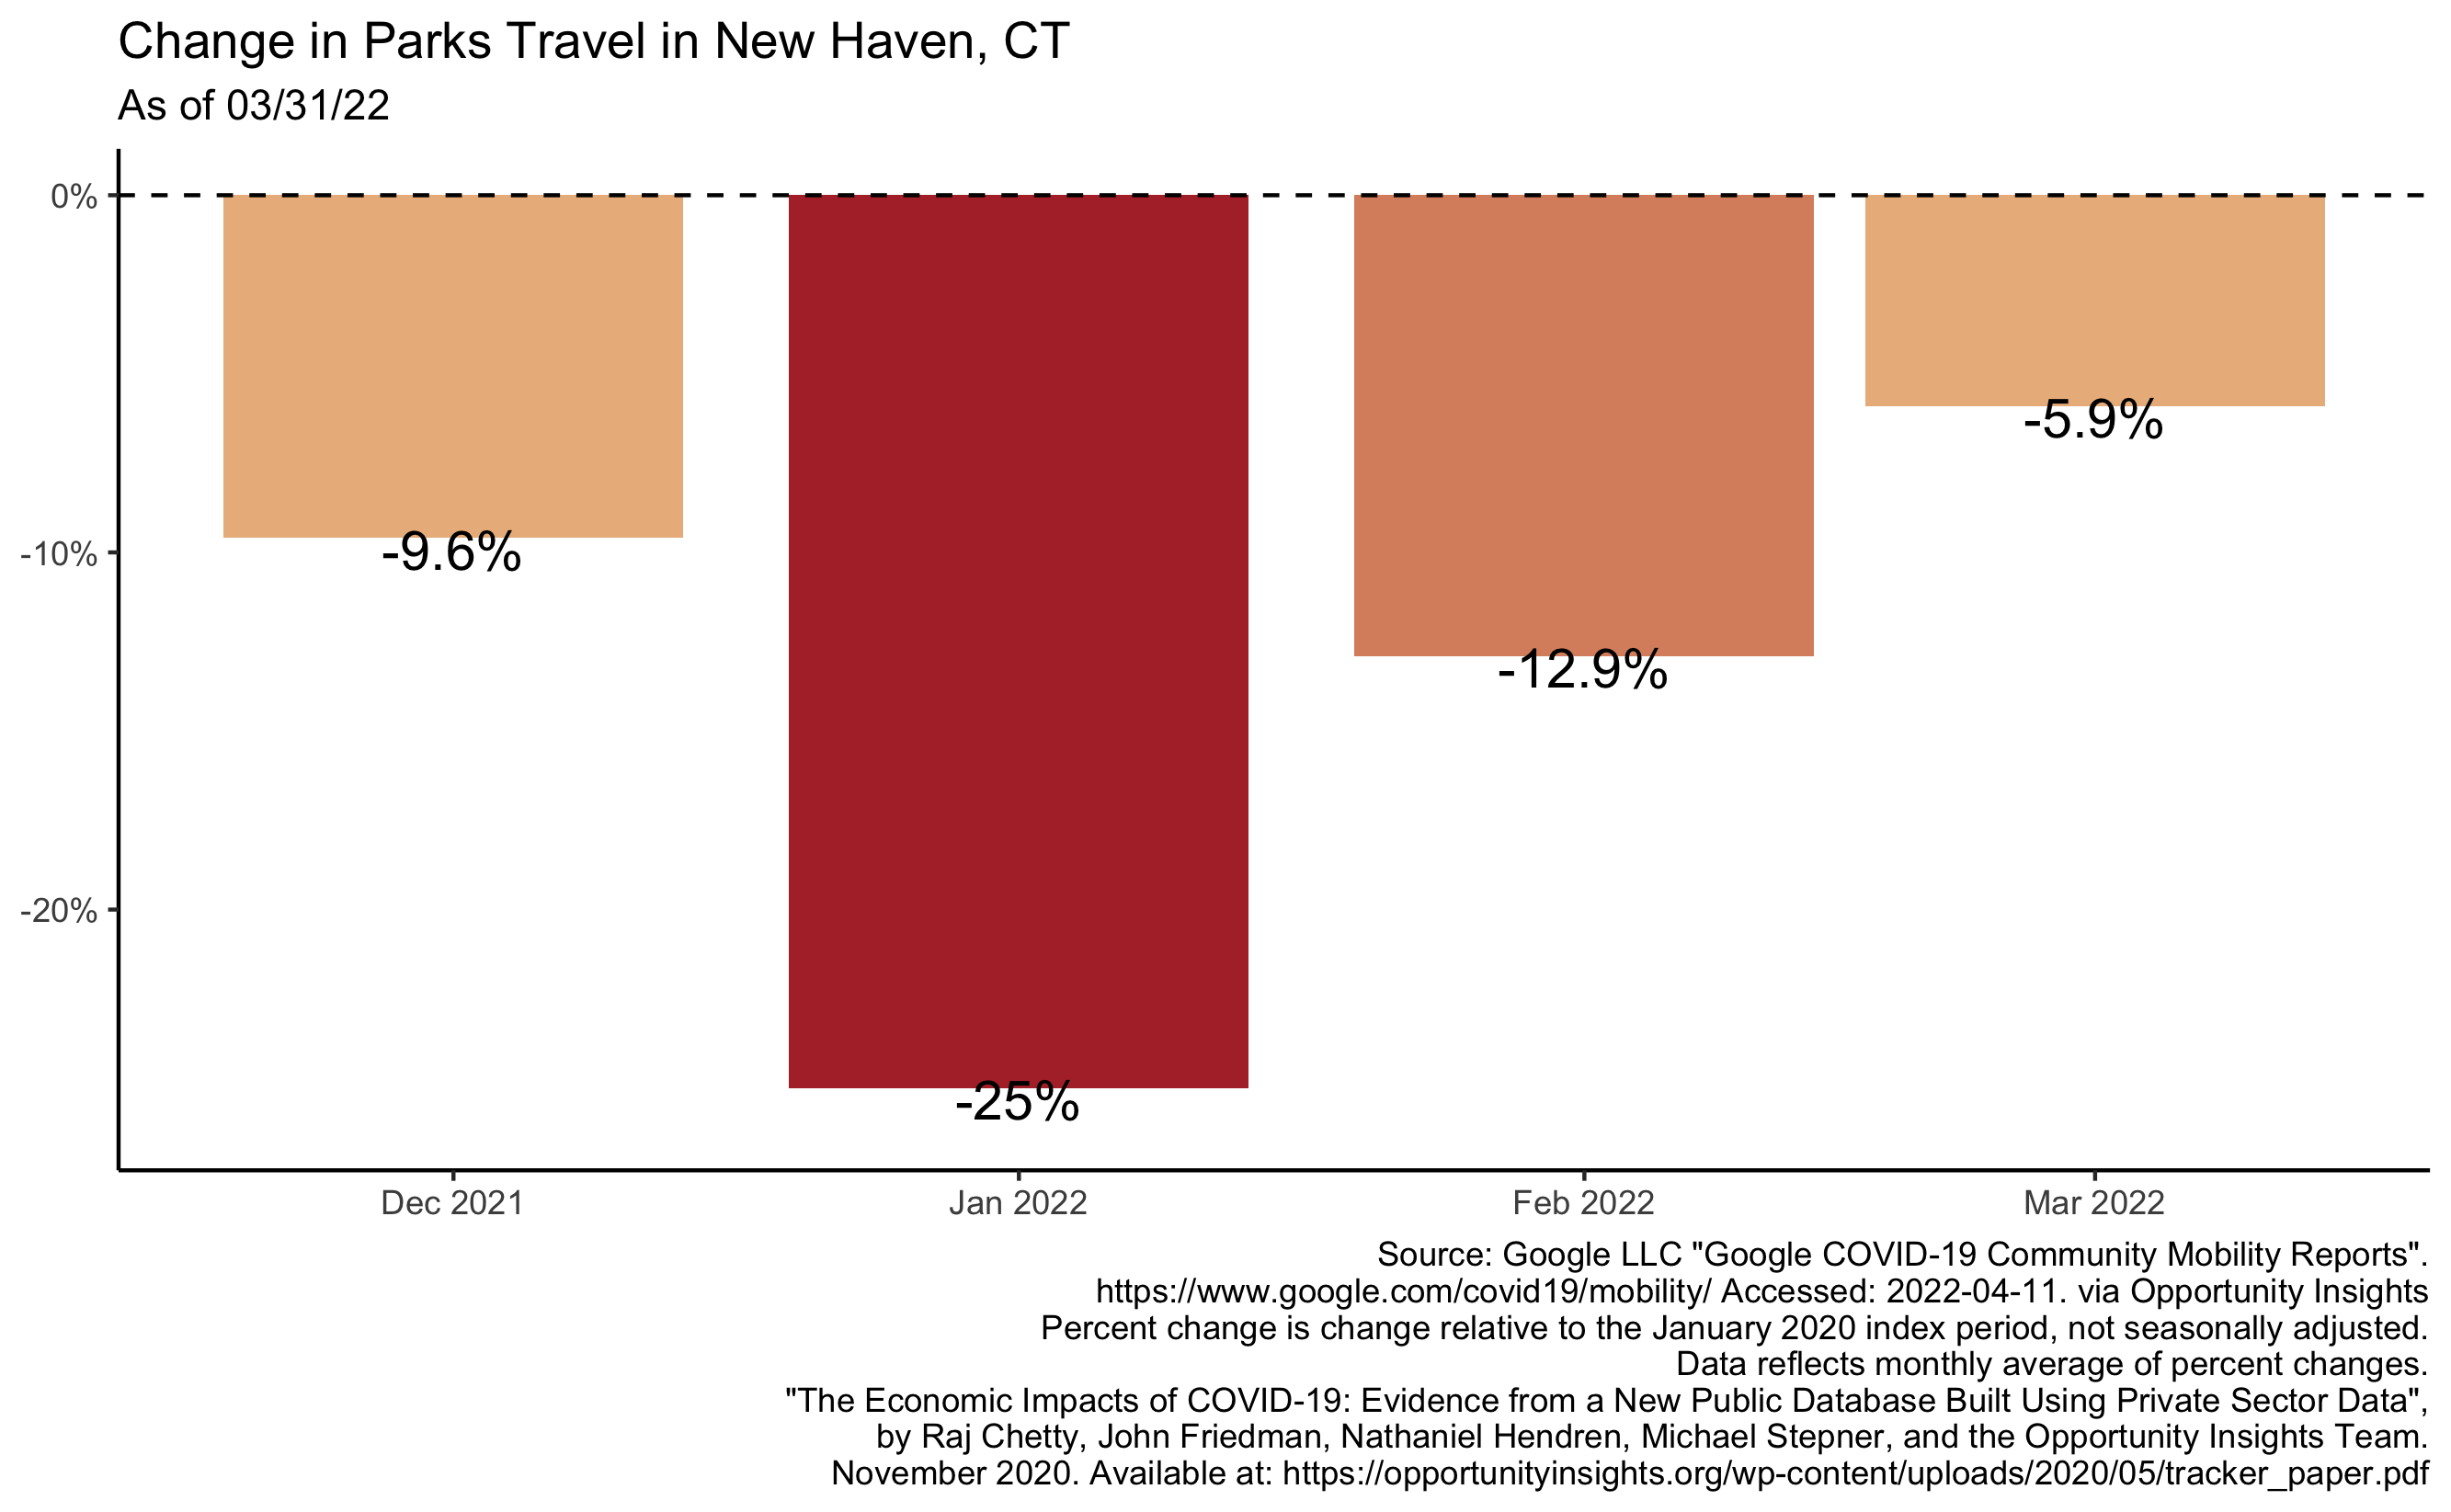 Change in Parks Travel in New Haven, CT
As of 03/31/22
0%
-10%
-20%
-9.6%
-25%
-12.9%
-5.9%
Dec 2021
Jan 2022
Feb 2022
Mar 2022
Source: Google LLC "Google COVID-19 Community Mobility Reports".
https://www.google.com/covid19/mobility/ Accessed: 2022-04-11. via Opportunity Insights
Percent change is change relative to the January 2020 index period, not seasonally adjusted.
Data reflects monthly average of percent changes.
"The Economic Impacts of COVID-19: Evidence from a New Public Database Built Using Private Sector Data",
by Raj Chetty, John Friedman, Nathaniel Hendren, Michael Stepner, and the Opportunity Insights Team.
November 2020. Available at: https://opportunityinsights.org/wp-content/uploads/2020/05/tracker_paper.pdf